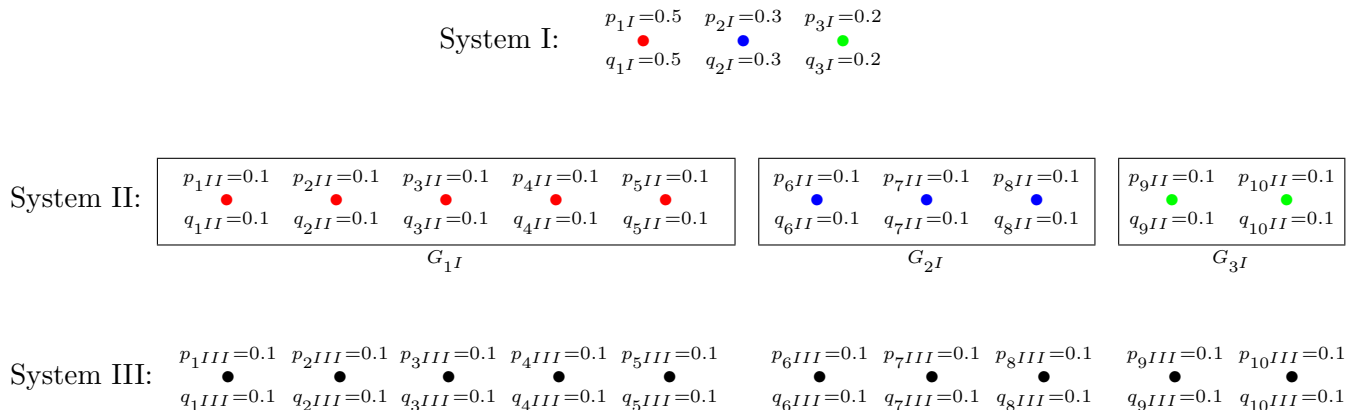 p1I=0.5 p2I=0.3 p3I=0.2
System I:
q1I=0.5 q2I=0.3 q3I=0.2
p1II=0.1 p2II=0.1 p3II=0.1 p4II=0.1 p5II=0.1 p6II=0.1 p7II=0.1 p8II=0.1 p9II=0.1 p10II=0.1
System II:
q1II=0.1 q2II=0.1 q3II=0.1 q4II=0.1 q5II=0.1 q6II=0.1 q7II=0.1 q8II=0.1 q9II=0.1 q10II=0.1
G1I G2I G3I
p1III=0.1 p2III=0.1 p3III=0.1 p4III=0.1 p5III=0.1 p6III=0.1 p7III=0.1 p8III=0.1 p9III=0.1 p10III=0.1
System III:
q1III=0.1 q2III=0.1 q3III=0.1 q4III=0.1 q5III=0.1 q6III=0.1 q7III=0.1 q8III=0.1 q9III=0.1 q10III=0.1